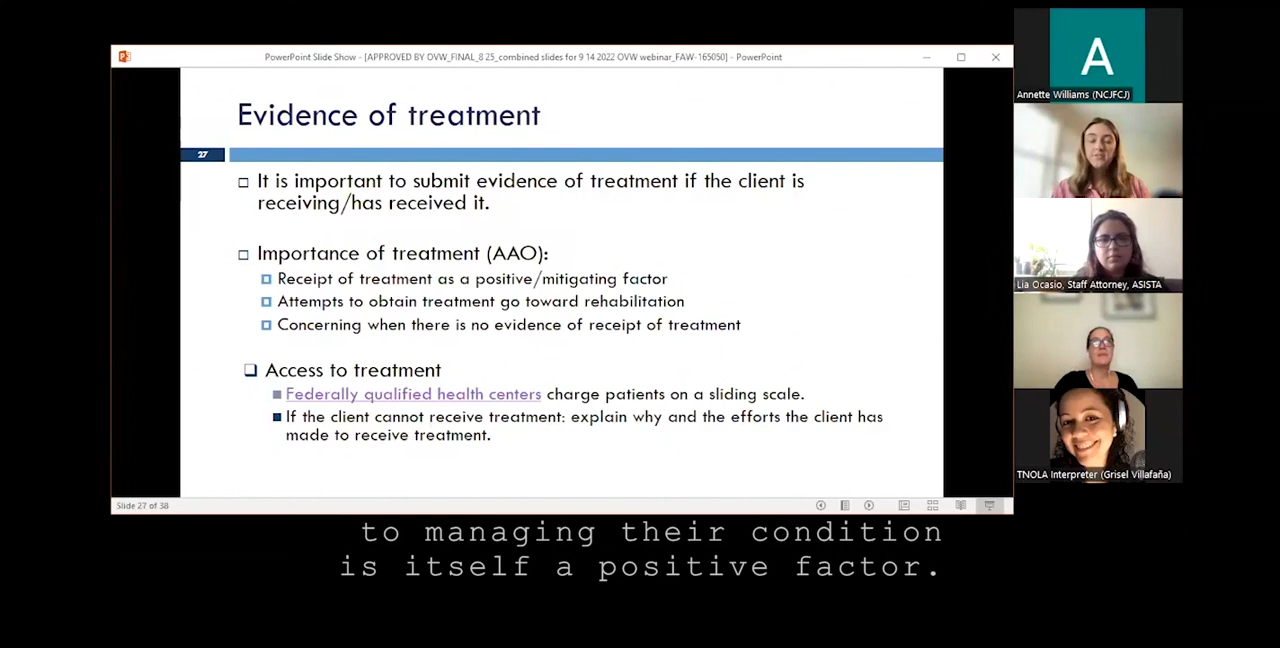 PowerPoint Slide Show - [APPROVED BY OVW_FINAL_8 25_combined slides for 9 14 2022 OVW webinar_FAW-165050] - PowerPoint
Evidence of treatment
27
It is important to submit evidence of treatment if the client is
receiving/has received it.
Importance of treatment (AAO):
Receipt of treatment as a positive/mitigating factor
Attempts to obtain treatment go toward rehabilitation
Concerning when there is no evidence of receipt of treatment
Access to treatment
Federally qualified health centers charge patients on a sliding scale.
If the client cannot receive treatment: explain why and the efforts the client has
made to receive treatment.
Slide 27 of 38
A
Annette Williams (NCJFCJ)
Lia Ocasio, Staff Attorney, ASISTA
TNOLA Interpreter (Grisel Villafaña)
to managing their condition
is itself a positive factor.